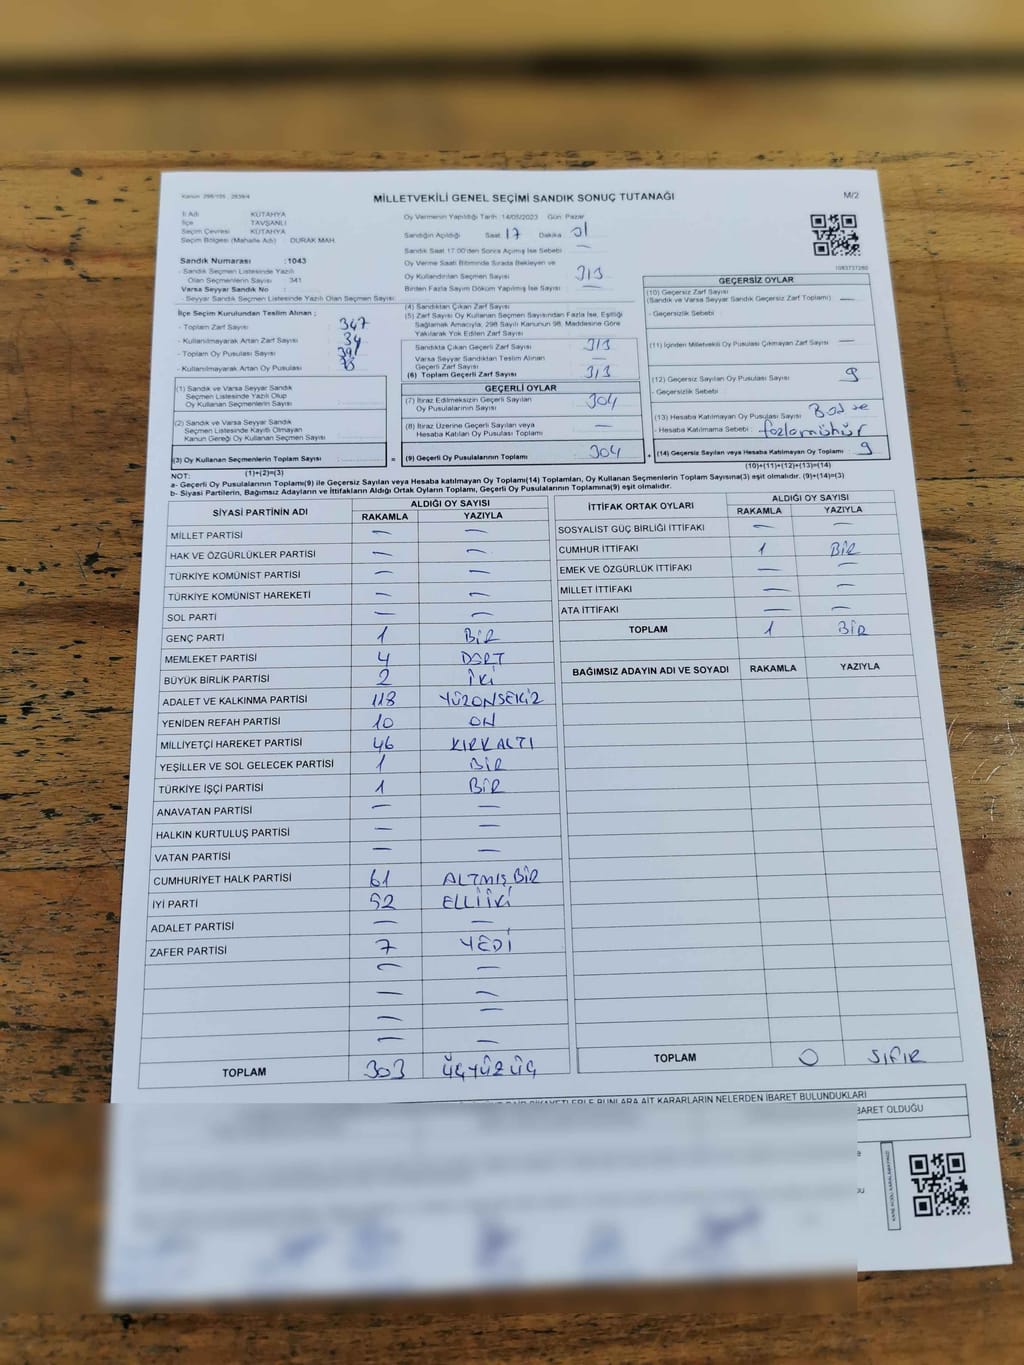 Kanun: 298/105 , 2839/4
MİLLETVEKİLİ GENEL SEÇİMİ SANDIK SONUÇ TUTANAĞI
M/2
İl Adı KÜTAHYA
İlçe TAVŞANLI
Seçim Çevresi KÜTAHYA
Seçim Bölgesi (Mahalle Adı) DURAK MAH.
Sandık Numarası :1043
- Sandık Seçmen Listesinde Yazılı
Olan Seçmenlerin Sayısı : 341
Varsa Seyyar Sandık No :
- Seyyar Sandık Seçmen Listesinde Yazılı Olan Seçmen Sayısı:
Oy Vermenin Yapıldığı Tarih: 14/05/2023 Gün: Pazar
Sandığın Açıldığı Saat 17 Dakika 01
Sandık Saat 17:00'den Sonra Açılmış İse Sebebi : —
Oy Verme Saati Bitiminde Sırada Bekleyen ve
Oy Kullandırılan Seçmen Sayısı : 313
Birden Fazla Sayım Döküm Yapılmış İse Sayısı : —
1083737280
İlçe Seçim Kurulundan Teslim Alınan ;
- Toplam Zarf Sayısı : 347
- Kullanılmayarak Artan Zarf Sayısı : 34
- Toplam Oy Pusulası Sayısı
- Kullanılmayarak Artan Oy Pusulası :
(4) Sandıktan Çıkan Zarf Sayısı
(5) Zarf Sayısı Oy Kullanan Seçmen Sayısından Fazla İse, Eşitliği
Sağlamak Amacıyla, 298 Sayılı Kanunun 98. Maddesine Göre
Yakılarak Yok Edilen Zarf Sayısı
Sandıkta Çıkan Geçerli Zarf Sayısı : 313
Varsa Seyyar Sandıktan Teslim Alınan
Geçerli Zarf Sayısı : —
(6) Toplam Geçerli Zarf Sayısı : 313
GEÇERSİZ OYLAR
(10) Geçersiz Zarf Sayısı
(Sandık ve Varsa Seyyar Sandık Geçersiz Zarf Toplamı) : —
- Geçersizlik Sebebi :
(11) İçinden Milletvekili Oy Pusulası Çıkmayan Zarf Sayısı : —
(12) Geçersiz Sayılan Oy Pusulası Sayısı : 9
- Geçersizlik Sebebi :
(13) Hesaba Katılmayan Oy Pusulası Sayısı
- Hesaba Katılmama Sebebi :
(14) Geçersiz Sayılan veya Hesaba Katılmayan Oy Toplamı : 9
(10)+(11)+(12)+(13)=(14)
(1) Sandık ve Varsa Seyyar Sandık
Seçmen Listesinde Yazılı Olup
Oy Kullanan Seçmenlerin Sayısı :
(2) Sandık ve Varsa Seyyar Sandık
Seçmen Listesinde Kayıtlı Olmayan
Kanun Gereği Oy Kullanan Seçmen Sayısı :
(3) Oy Kullanan Seçmenlerin Toplam Sayısı :
(1)+(2)=(3)
GEÇERLİ OYLAR
(7) İtiraz Edilmeksizin Geçerli Sayılan
Oy Pusulalarının Sayısı : 304
(8) İtiraz Üzerine Geçerli Sayılan veya
Hesaba Katılan Oy Pusulası Toplamı : —
(9) Geçerli Oy Pusulalarının Toplamı : 304
NOT:
a- Geçerli Oy Pusulalarının Toplamı(9) ile Geçersiz Sayılan veya Hesaba katılmayan Oy Toplamı(14) Toplamları, Oy Kullanan Seçmenlerin Toplam Sayısına(3) eşit olmalıdır. (9)+(14)=(3)
b- Siyasi Partilerin, Bağımsız Adayların ve İttifakların Aldığı Ortak Oyların Toplamı, Geçerli Oy Pusulalarının Toplamına(9) eşit olmalıdır.
SİYASİ PARTİNİN ADI ALDIĞI OY SAYISI
RAKAMLA YAZIYLA
MİLLET PARTİSİ — —
HAK VE ÖZGÜRLÜKLER PARTİSİ — —
TÜRKİYE KOMÜNİST PARTİSİ — —
TÜRKİYE KOMÜNİST HAREKETİ — —
SOL PARTİ — —
GENÇ PARTİ 1 BİR
MEMLEKET PARTİSİ 4 DÖRT
BÜYÜK BİRLİK PARTİSİ 2 İKİ
ADALET VE KALKINMA PARTİSİ 118 YÜZONSEKİZ
YENİDEN REFAH PARTİSİ 10 ON
MİLLİYETÇİ HAREKET PARTİSİ 46 KIRKALTI
YEŞİLLER VE SOL GELECEK PARTİSİ 1 BİR
TÜRKİYE İŞÇİ PARTİSİ 1 BİR
ANAVATAN PARTİSİ — —
HALKIN KURTULUŞ PARTİSİ — —
VATAN PARTİSİ — —
CUMHURİYET HALK PARTİSİ 61 ALTMIŞ BİR
İYİ PARTİ 52 ELLİİKİ
ADALET PARTİSİ — —
ZAFER PARTİSİ 7 YEDİ
— —
— —
— —
— —
TOPLAM 303 ÜÇYÜZ ÜÇ
İTTİFAK ORTAK OYLARI ALDIĞI OY SAYISI
RAKAMLA YAZIYLA
SOSYALİST GÜÇ BİRLİĞİ İTTİFAKI — —
CUMHUR İTTİFAKI 1 BİR
EMEK VE ÖZGÜRLÜK İTTİFAKI — —
MİLLET İTTİFAKI — —
ATA İTTİFAKI — —
TOPLAM 1 BİR
BAĞIMSIZ ADAYIN ADI VE SOYADI RAKAMLA YAZIYLA
TOPLAM 0 SIFIR
ŞİKAYETLERLE BUNLARA AİT KARARLARIN NELERDEN İBARET BULUNDUKLARI
BARET OLDUĞU